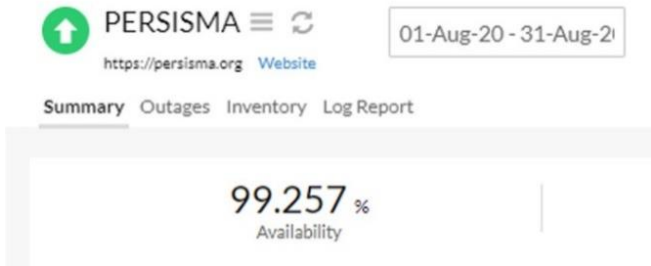 PERSISMA
01-Aug-20 - 31-Aug-2
https://persisma.org Website
Summary Outages Inventory Log Report
99.257 %
Availability